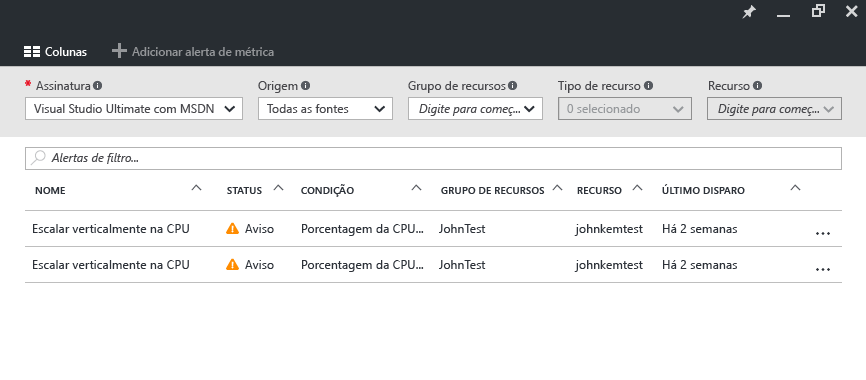 Colunas Adicionar alerta de métrica
* Assinatura Origem Grupo de recursos Tipo de recurso Recurso
Visual Studio Ultimate com MSDN Todas as fontes Digite para começ... 0 selecionado Digite para começ...
Alertas de filtro...
NOME STATUS CONDIÇÃO GRUPO DE RECURSOS RECURSO ÚLTIMO DISPARO
Escalar verticalmente na CPU Aviso Porcentagem da CPU... JohnTest johnkemtest Há 2 semanas ...
Escalar verticalmente na CPU Aviso Porcentagem da CPU... JohnTest johnkemtest Há 2 semanas ...